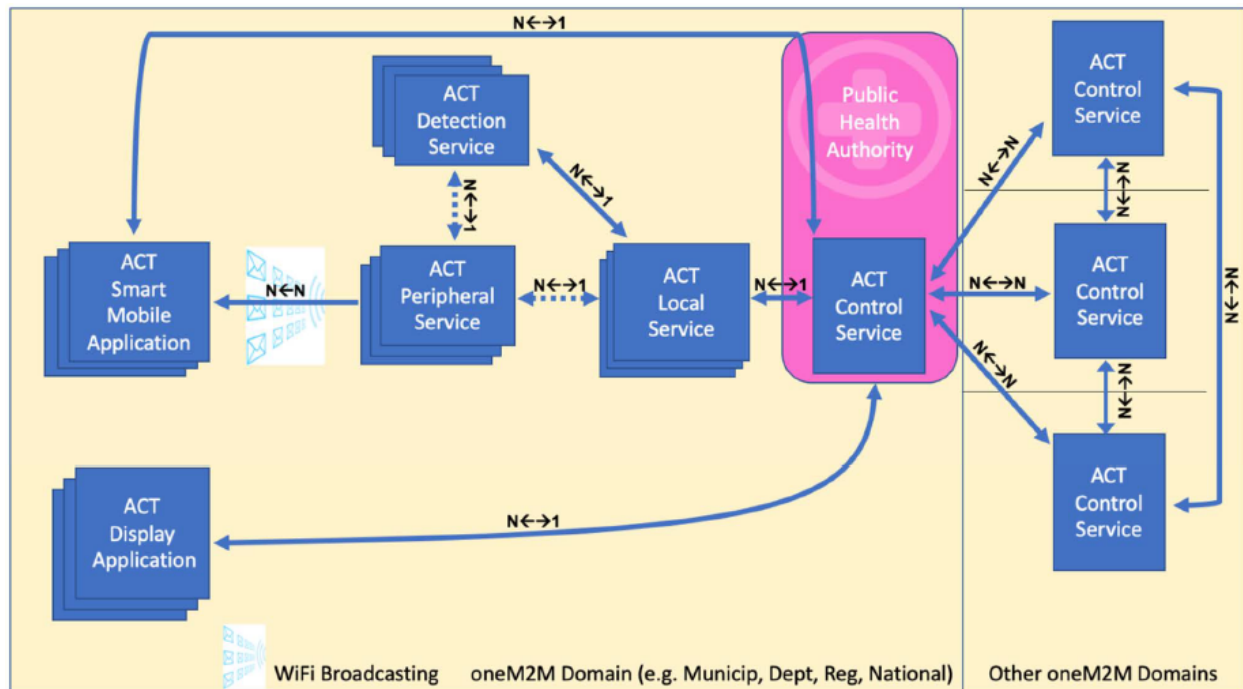 N←→1
ACT
Detection
Service
Public
Health
Authority
ACT
Control
Service
N←→N
N←→1
N←→1
N←→N
N←→N
ACT
Smart
Mobile
Application
N←N
ACT
Peripheral
Service
N←→1
ACT
Local
Service
N←→1
ACT
Control
Service
N←→N
ACT
Control
Service
N←→N
N←→N
ACT
Display
Application
N←→1
ACT
Control
Service
WiFi Broadcasting
oneM2M Domain (e.g. Municip, Dept, Reg, National)
Other oneM2M Domains